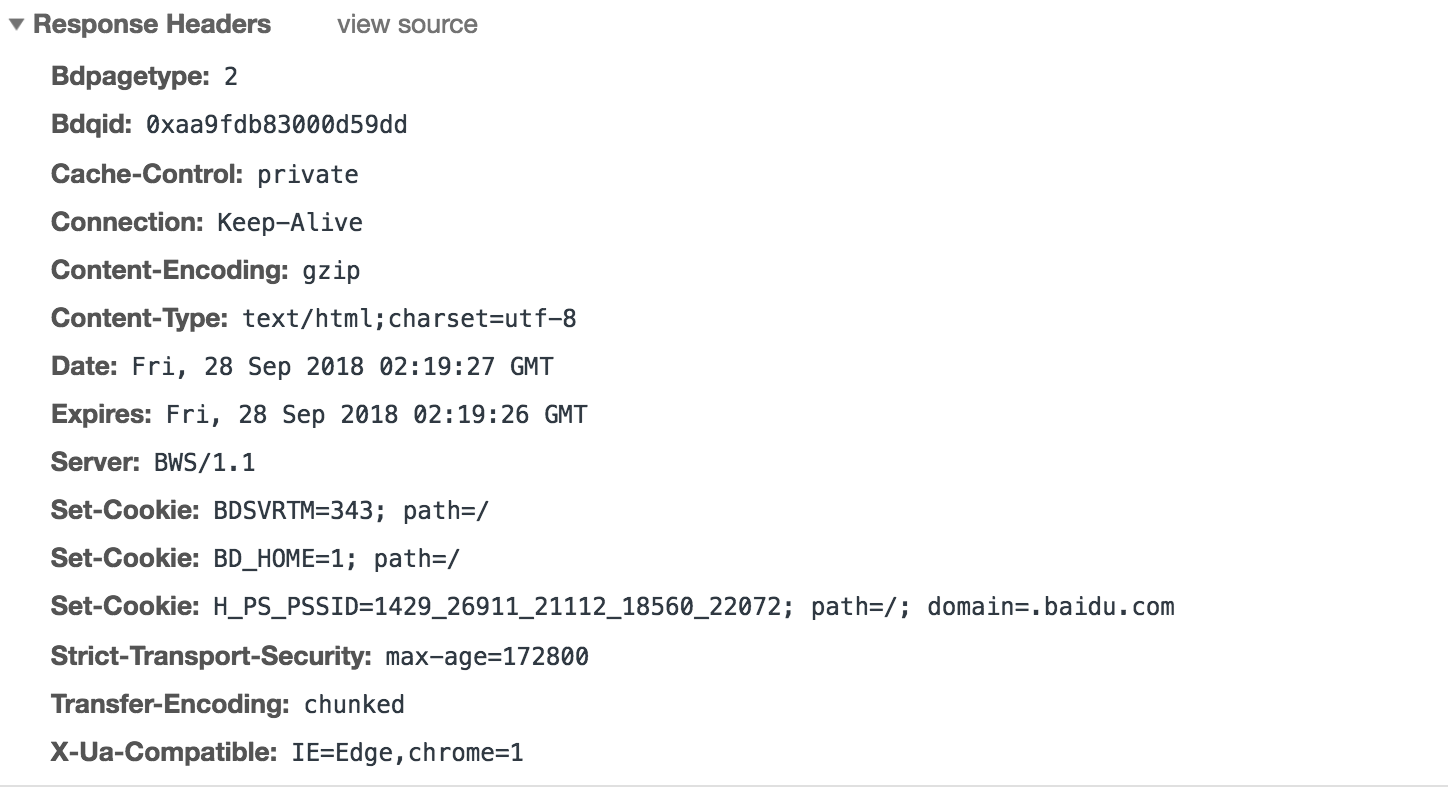 Response Headers view source
Bdpagetype: 2
Bdqid: 0xaa9fdb83000d59dd
Cache-Control: private
Connection: Keep-Alive
Content-Encoding: gzip
Content-Type: text/html;charset=utf-8
Date: Fri, 28 Sep 2018 02:19:27 GMT
Expires: Fri, 28 Sep 2018 02:19:26 GMT
Server: BWS/1.1
Set-Cookie: BDSVRTM=343; path=/
Set-Cookie: BD_HOME=1; path=/
Set-Cookie: H_PS_PSSID=1429_26911_21112_18560_22072; path=/; domain=.baidu.com
Strict-Transport-Security: max-age=172800
Transfer-Encoding: chunked
X-Ua-Compatible: IE=Edge,chrome=1